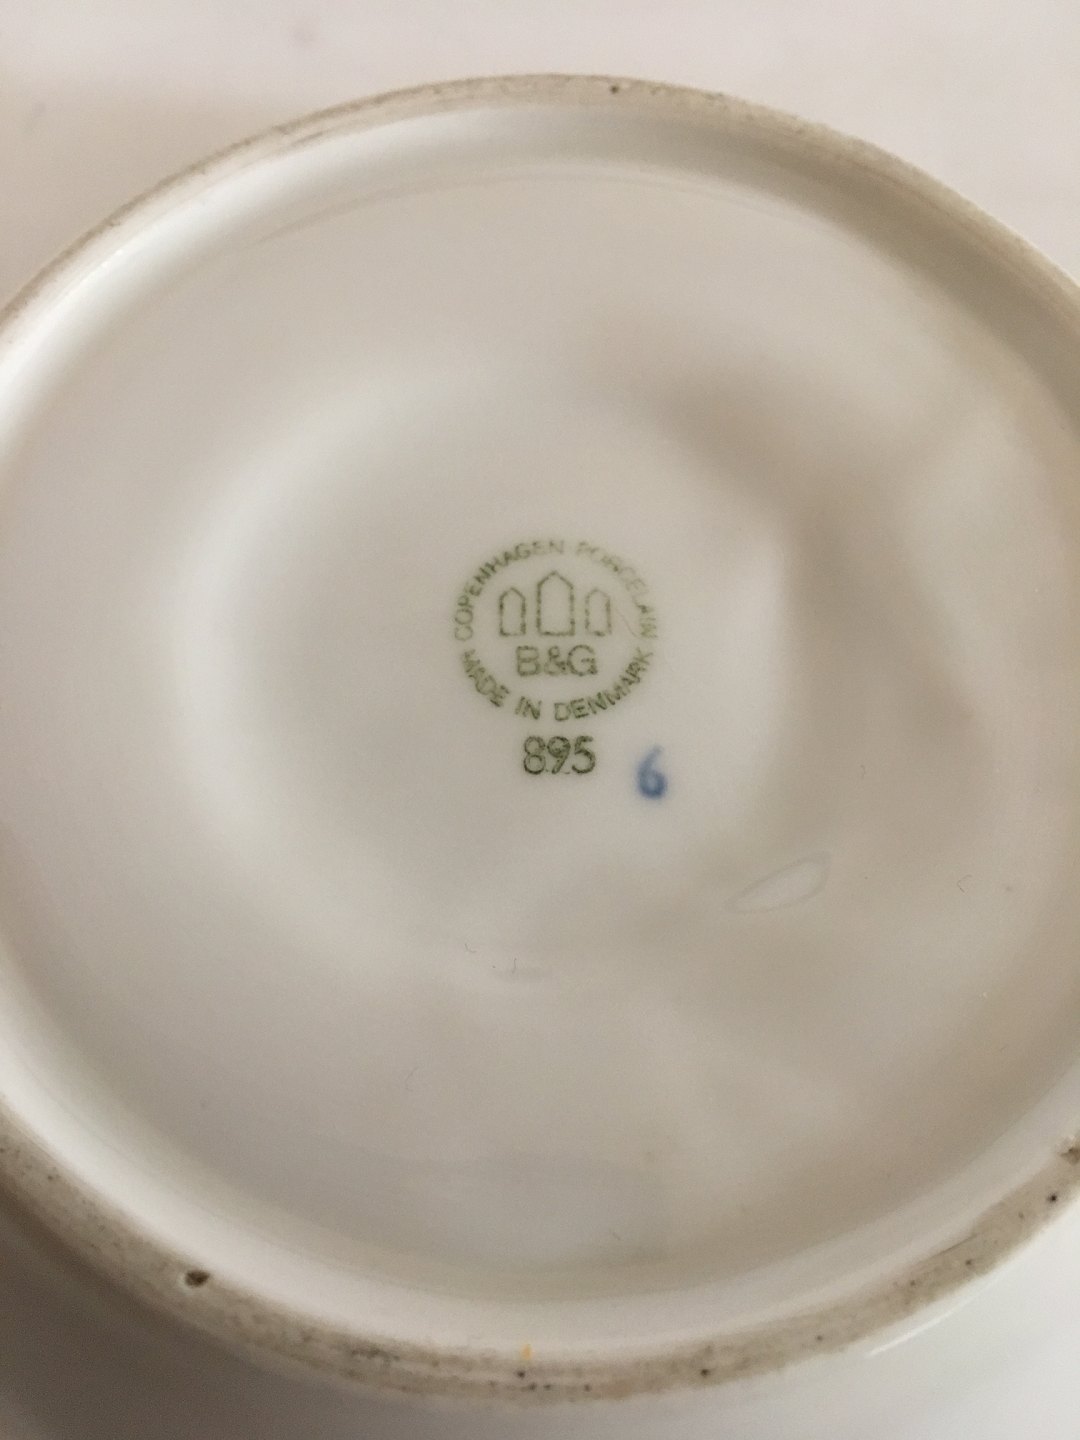 COPENHAGEN PORCELAIN
B&G
MADE IN DENMARK
895
6